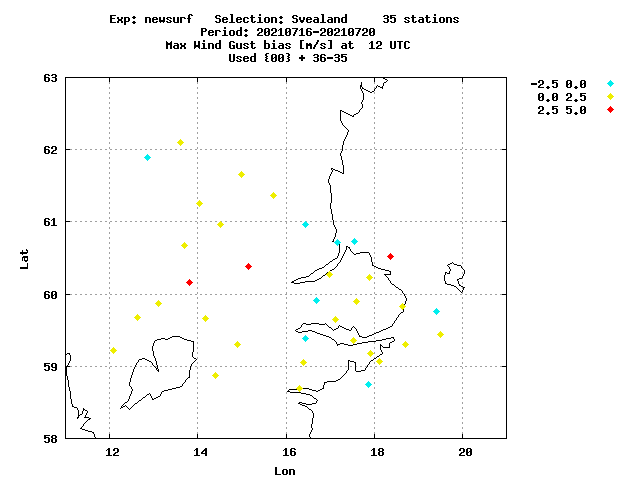 Exp: newsurf   Selection: Svealand     35 stations
Period: 20210716-20210720
Max Wind Gust bias [m/s] at  12 UTC
Used {00} + 36-35
63
62
61
60
59
58
Lat
12 14 16 18 20
Lon
-2.5 0.0
0.0 2.5
2.5 5.0